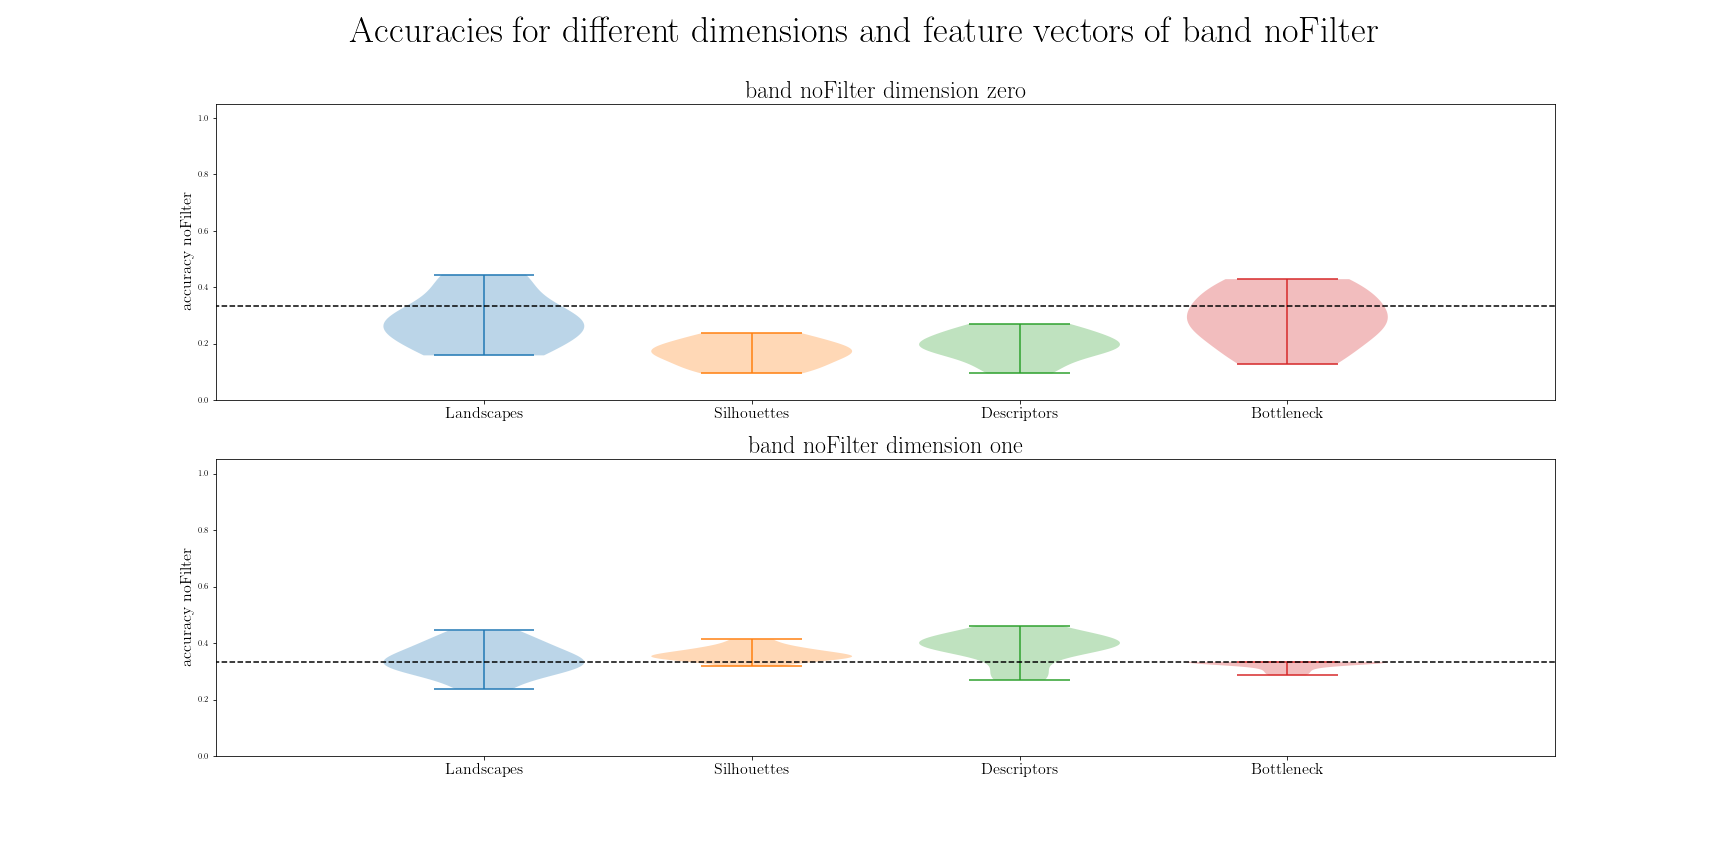 Accuracies for different dimensions and feature vectors of band noFilter
band noFilter dimension zero
accuracy noFilter
1.0
0.8
0.6
0.4
0.2
0.0
Landscapes Silhouettes Descriptors Bottleneck
band noFilter dimension one
accuracy noFilter
1.0
0.8
0.6
0.4
0.2
0.0
Landscapes Silhouettes Descriptors Bottleneck